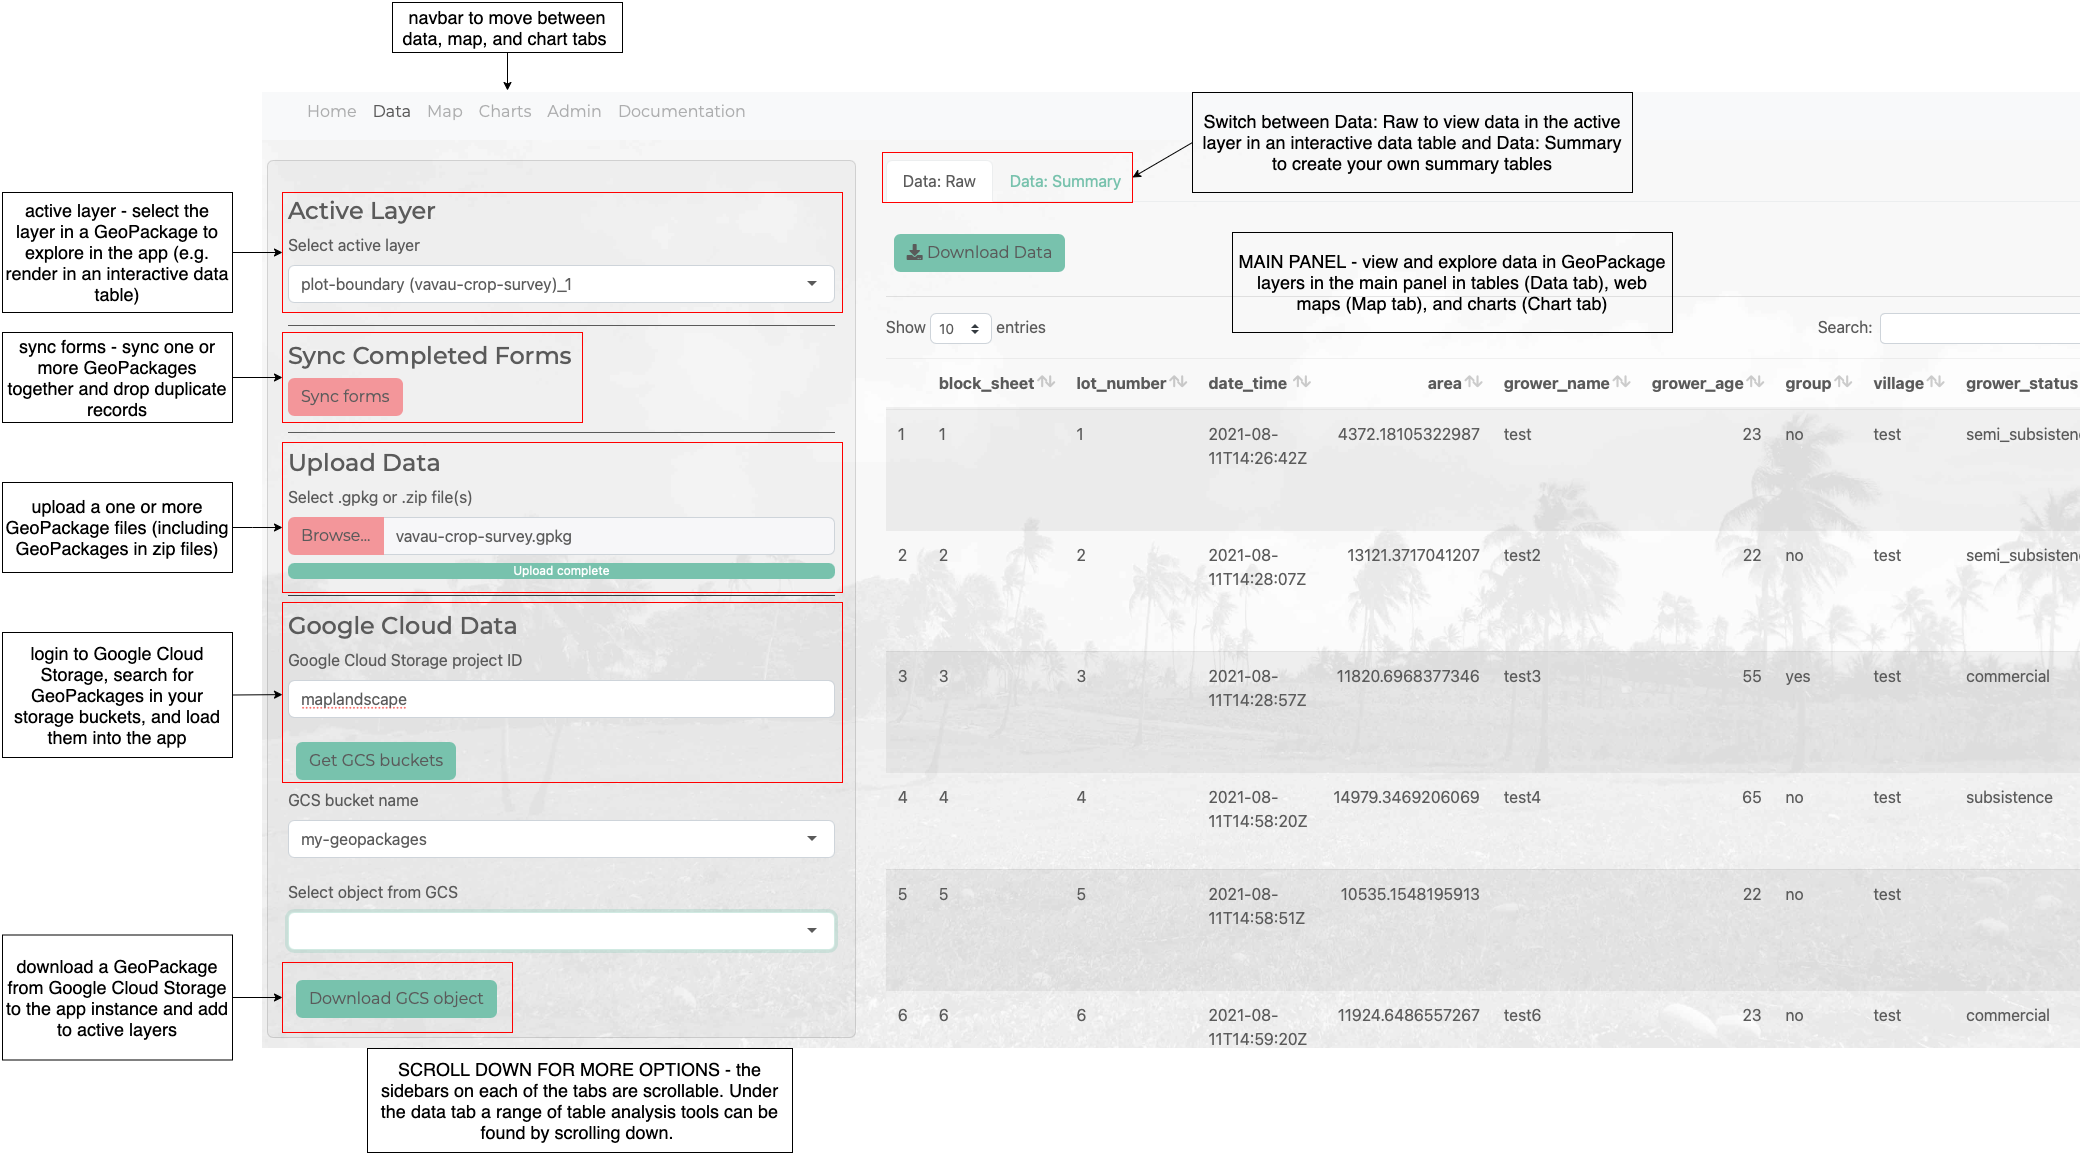 navbar to move between
data, map, and chart tabs
Home Data Map Charts Admin Documentation
Switch between Data: Raw to view data in the active
layer in an interactive data table and Data: Summary
to create your own summary tables
active layer - select the
layer in a GeoPackage to
explore in the app (e.g.
render in an interactive data
table)
Active Layer
Select active layer
plot-boundary (vavau-crop-survey)_1
sync forms - sync one or
more GeoPackages
together and drop duplicate
records
Sync Completed Forms
Sync forms
upload a one or more
GeoPackage files (including
GeoPackages in zip files)
Upload Data
Select .gpkg or .zip file(s)
Browse... vavau-crop-survey.gpkg
Upload complete
login to Google Cloud
Storage, search for
GeoPackages in your
storage buckets, and load
them into the app
Google Cloud Data
Google Cloud Storage project ID
maplandscape
Get GCS buckets
GCS bucket name
my-geopackages
Select object from GCS
download a GeoPackage
from Google Cloud Storage
to the app instance and add
to active layers
Download GCS object
SCROLL DOWN FOR MORE OPTIONS - the
sidebars on each of the tabs are scrollable. Under
the data tab a range of table analysis tools can be
found by scrolling down.
Data: Raw Data: Summary
Download Data
MAIN PANEL - view and explore data in GeoPackage
layers in the main panel in tables (Data tab), web
maps (Map tab), and charts (Chart tab)
Show 10 entries Search:
block_sheet lot_number date_time area grower_name grower_age group village grower_status
1 1 1 2021-08- 4372.18105322987 test 23 no test semi_subsisten
11T14:26:42Z
2 2 2 2021-08- 13121.3717041207 test2 22 no test semi_subsisten
11T14:28:07Z
3 3 3 2021-08- 11820.6968377346 test3 55 yes test commercial
11T14:28:57Z
4 4 4 2021-08- 14979.3469206069 test4 65 no test subsistence
11T14:58:20Z
5 5 5 2021-08- 10535.1548195913 22 no test
11T14:58:51Z
6 6 6 2021-08- 11924.6486557267 test6 23 no test commercial
11T14:59:20Z